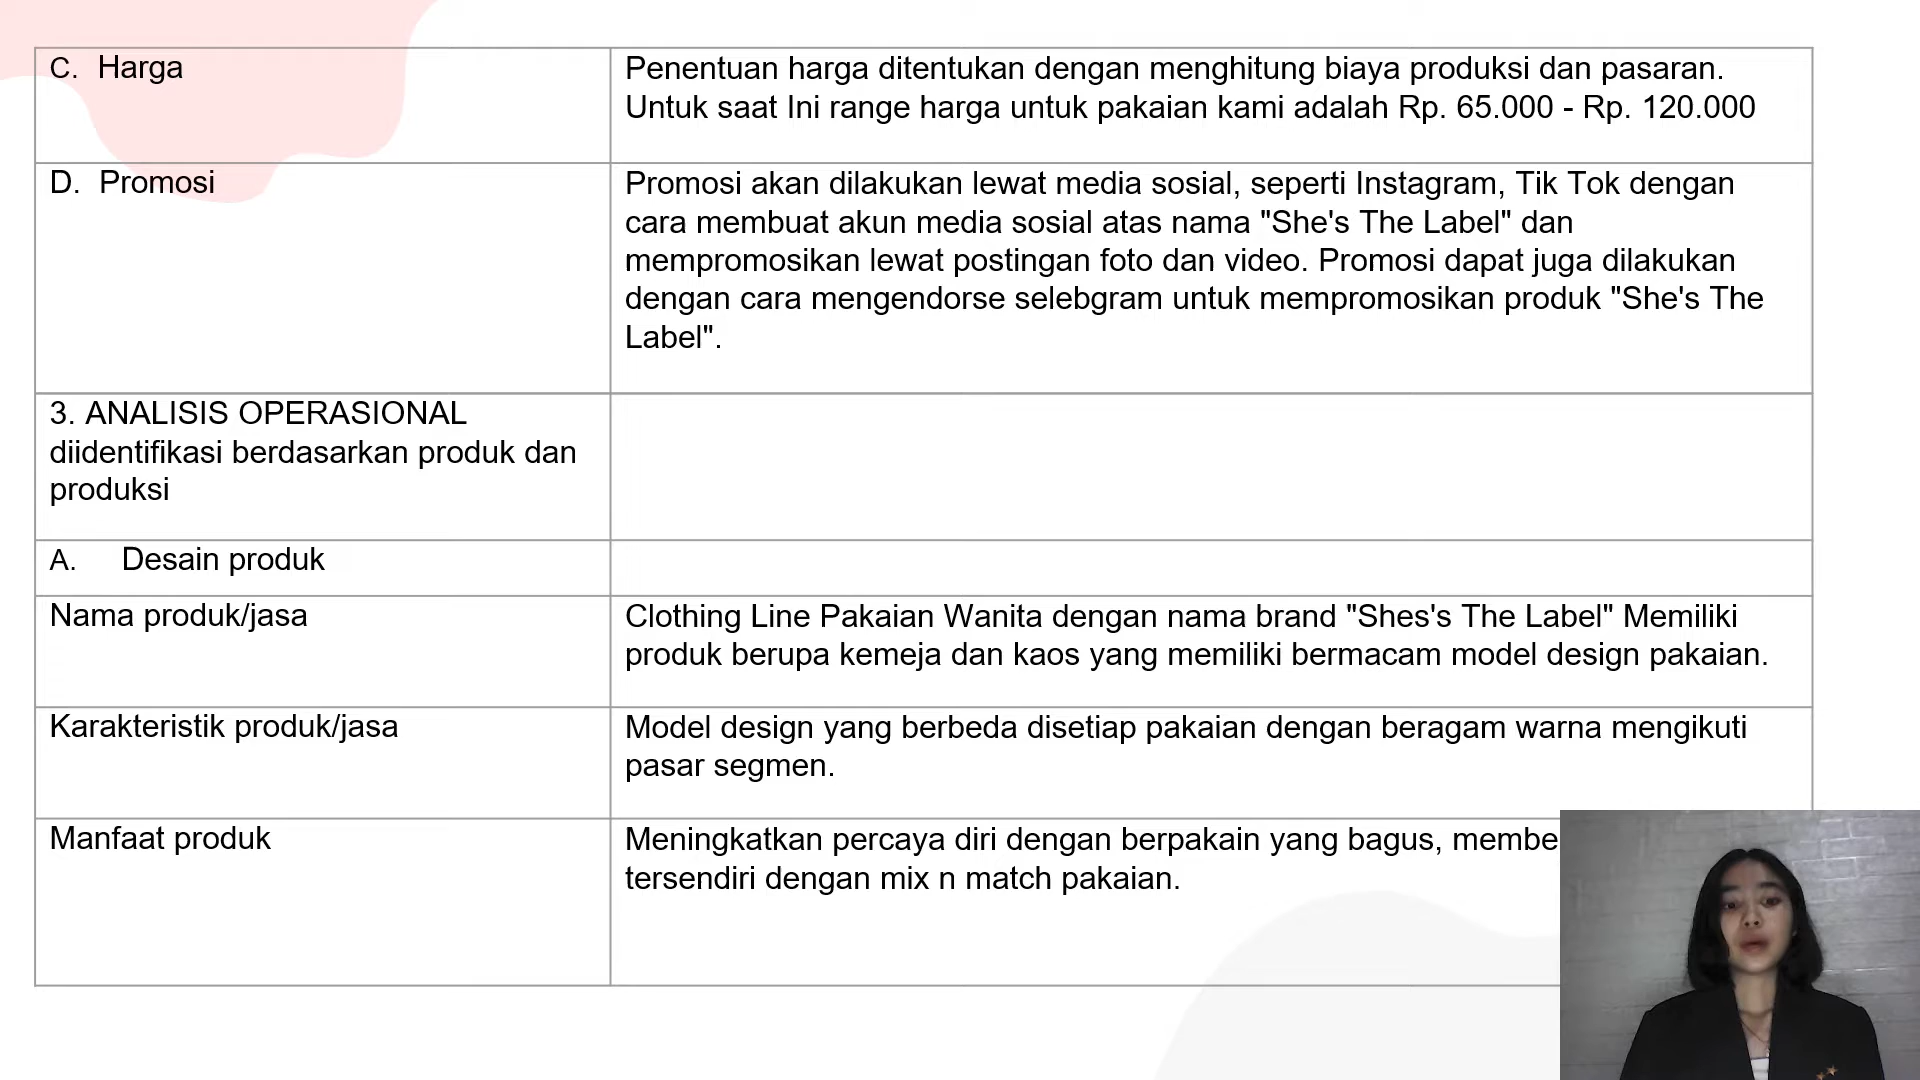 C. Harga
Penentuan harga ditentukan dengan menghitung biaya produksi dan pasaran.
Untuk saat Ini range harga untuk pakaian kami adalah Rp. 65.000 - Rp. 120.000
D. Promosi
Promosi akan dilakukan lewat media sosial, seperti Instagram, Tik Tok dengan
cara membuat akun media sosial atas nama "She's The Label" dan
mempromosikan lewat postingan foto dan video. Promosi dapat juga dilakukan
dengan cara mengendorse selebgram untuk mempromosikan produk "She's The
Label".
3. ANALISIS OPERASIONAL
diidentifikasi berdasarkan produk dan
produksi
A. Desain produk
Nama produk/jasa
Clothing Line Pakaian Wanita dengan nama brand "Shes's The Label" Memiliki
produk berupa kemeja dan kaos yang memiliki bermacam model design pakaian.
Karakteristik produk/jasa
Model design yang berbeda disetiap pakaian dengan beragam warna mengikuti
pasar segmen.
Manfaat produk
Meningkatkan percaya diri dengan berpakain yang bagus,
tersendiri dengan mix n match pakaian.